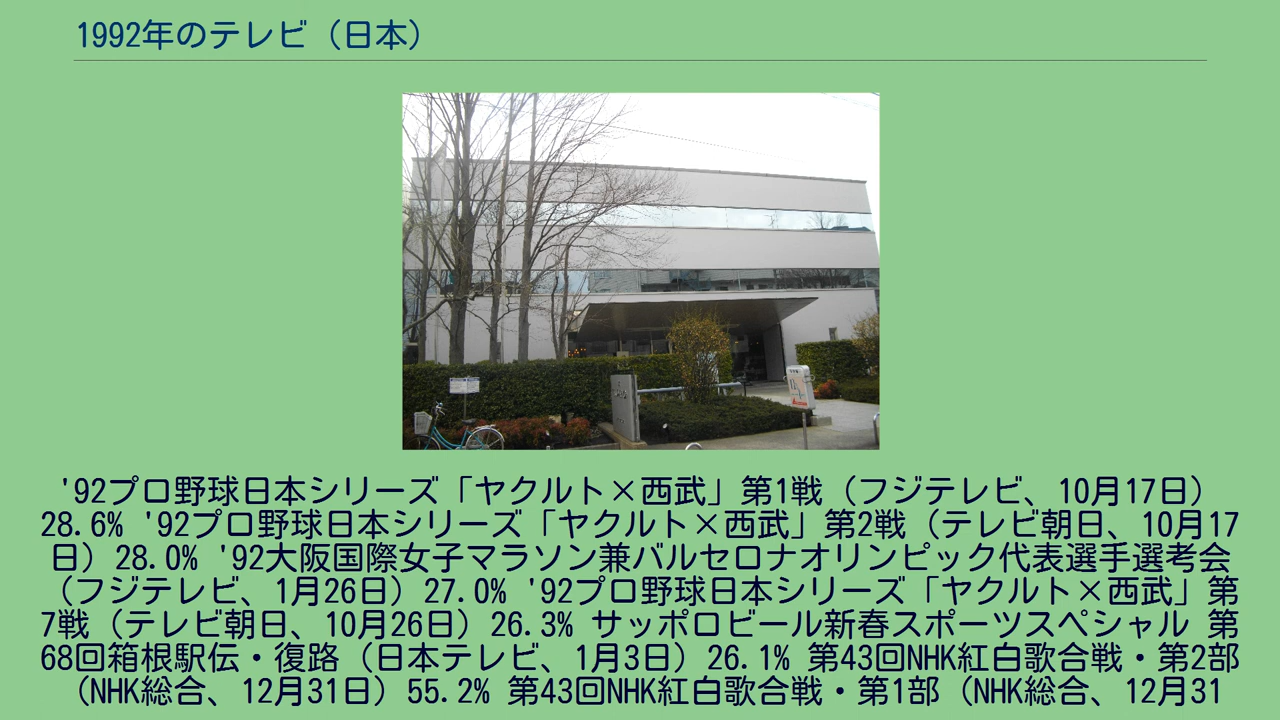 1992年のテレビ（日本）
'92プロ野球日本シリーズ「ヤクルト×西武」第1戦（フジテレビ、10月17日）
28.6% '92プロ野球日本シリーズ「ヤクルト×西武」第2戦（テレビ朝日、10月17
日）28.0% '92大阪国際女子マラソン兼バルセロナオリンピック代表選手選考会
（フジテレビ、1月26日）27.0% '92プロ野球日本シリーズ「ヤクルト×西武」第
7戦（テレビ朝日、10月26日）26.3% サッポロビール新春スポーツスペシャル 第
68回箱根駅伝・復路（日本テレビ、1月3日）26.1% 第43回NHK紅白歌合戦・第2部
（NHK総合、12月31日）55.2% 第43回NHK紅白歌合戦・第1部（NHK総合、12月31